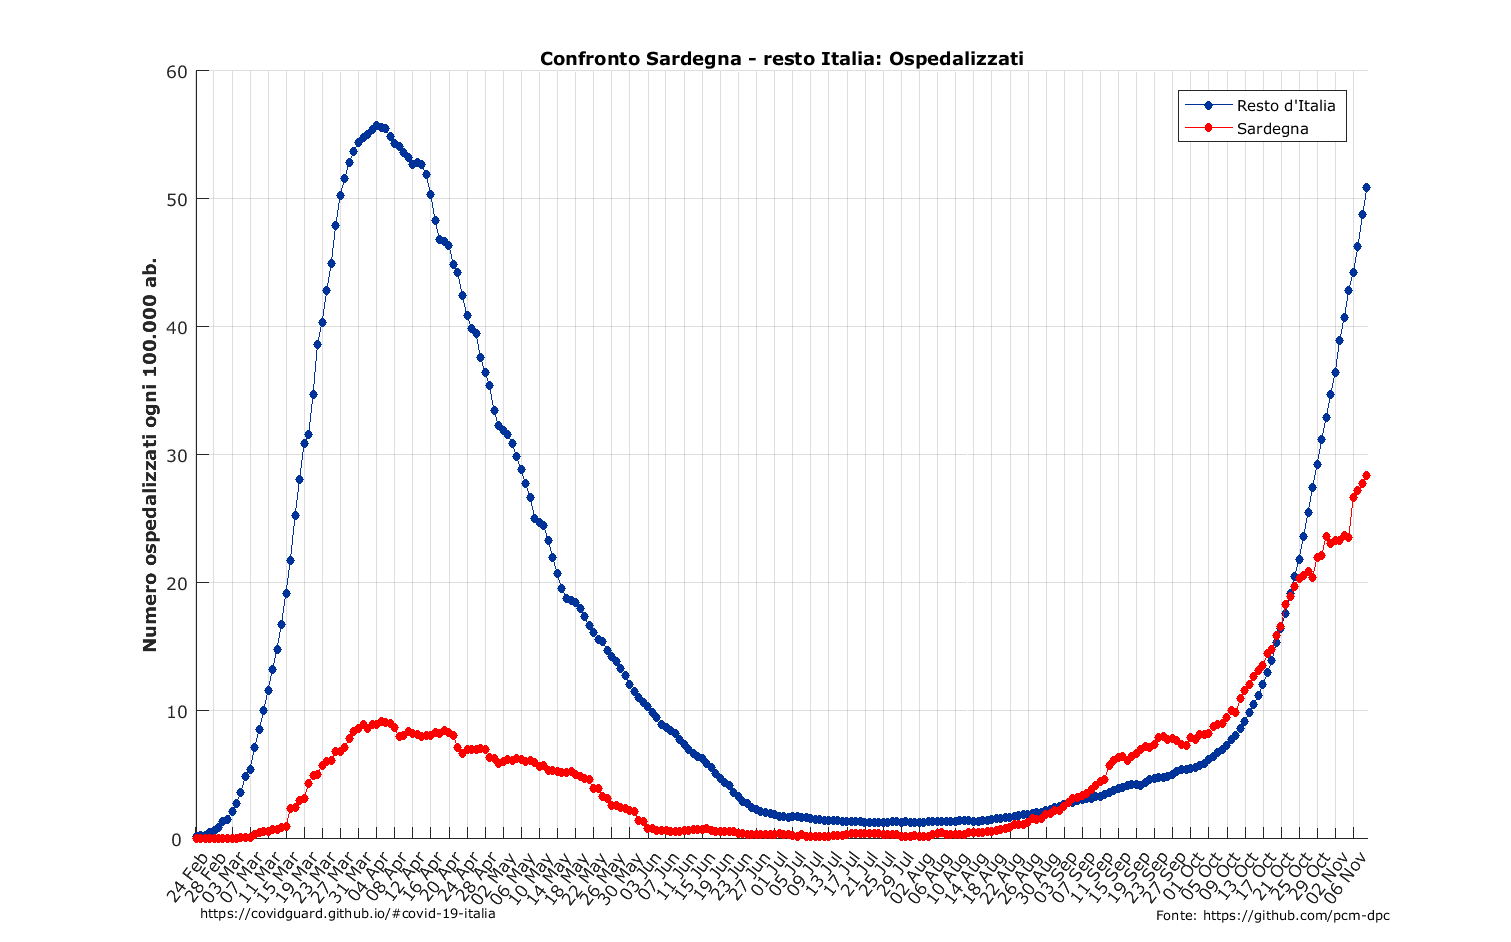 Confronto Sardegna - resto Italia: Ospedalizzati
Resto d'Italia
Sardegna
Numero ospedalizzati ogni 100.000 ab.
60
50
40
30
20
10
0
24 Feb
28 Feb
03 Mar
07 Mar
11 Mar
15 Mar
19 Mar
23 Mar
27 Mar
31 Mar
04 Apr
08 Apr
12 Apr
16 Apr
20 Apr
24 Apr
28 Apr
02 May
06 May
10 May
14 May
18 May
22 May
26 May
30 May
03 Jun
07 Jun
11 Jun
15 Jun
19 Jun
23 Jun
27 Jun
01 Jul
05 Jul
09 Jul
13 Jul
17 Jul
21 Jul
25 Jul
29 Jul
02 Aug
06 Aug
10 Aug
14 Aug
18 Aug
22 Aug
26 Aug
30 Aug
03 Sep
07 Sep
11 Sep
15 Sep
19 Sep
23 Sep
27 Sep
01 Oct
05 Oct
09 Oct
13 Oct
17 Oct
21 Oct
25 Oct
29 Oct
02 Nov
06 Nov
https://covidguard.github.io/#covid-19-italia
Fonte: https://github.com/pcm-dpc